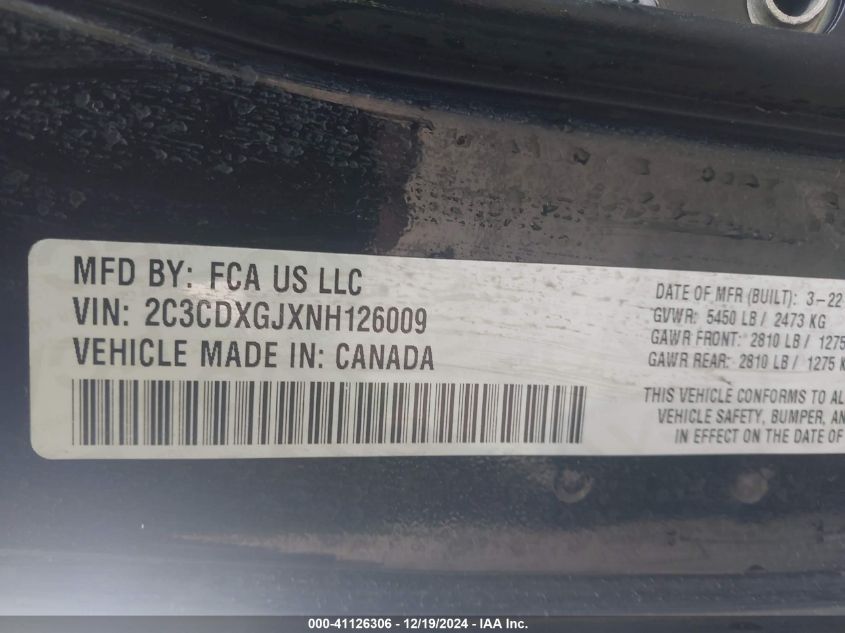 MFD BY: FCA US LLC
VIN: 2C3CDXGJXNH126009
VEHICLE MADE IN: CANADA
DATE OF MFR (BUILT): 3-22
GVWR: 5450 LB / 2473 KG
GAWR FRONT: 2810 LB / 1275
GAWR REAR: 2810 LB / 1275 K
THIS VEHICLE CONFORMS TO AL
VEHICLE SAFETY, BUMPER, AN
IN EFFECT ON THE DATE OF
000-41126306 - 12/19/2024 - IAA Inc.